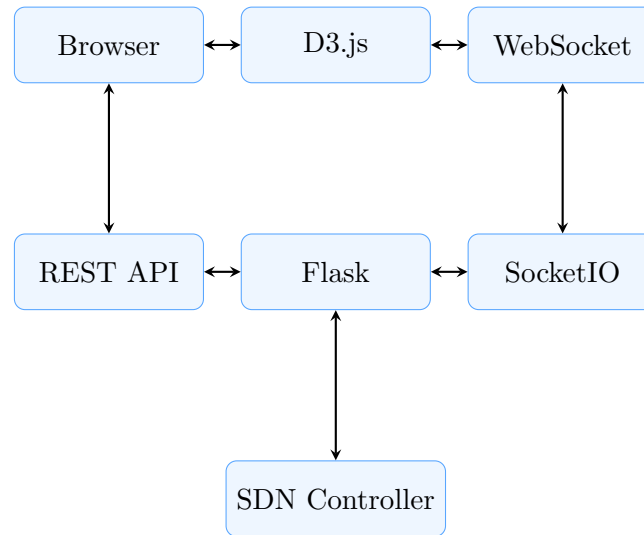 Browser
D3.js
WebSocket
REST API
Flask
SocketIO
SDN Controller